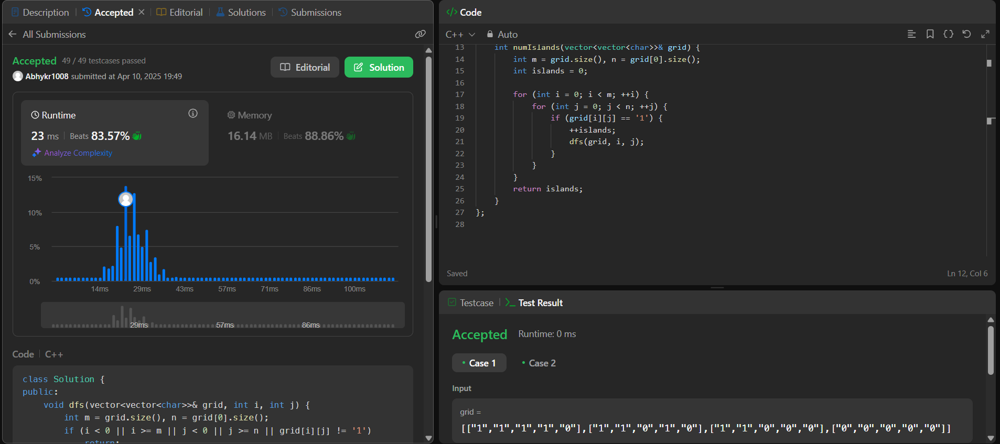 Description
Accepted
Editorial
Solutions
Submissions
All Submissions
Accepted 49 / 49 testcases passed
Abhykr1008 submitted at Apr 10, 2025 19:49
Editorial
Solution
Runtime
23 ms Beats 83.57%
Analyze Complexity
Memory
16.14 MB Beats 88.86%
15%
10%
5%
0%
14ms 29ms 43ms 57ms 71ms 86ms 100ms
29ms 57ms 86ms
Code C++
class Solution {
public:
    void dfs(vector<vector<char>>& grid, int i, int j) {
        int m = grid.size(), n = grid[0].size();
        if (i < 0 || i >= m || j < 0 || j >= n || grid[i][j] != '1')
            return;
</> Code
C++ Auto
13     int numIslands(vector<vector<char>>& grid) {
14         int m = grid.size(), n = grid[0].size();
15         int islands = 0;
16
17         for (int i = 0; i < m; ++i) {
18             for (int j = 0; j < n; ++j) {
19                 if (grid[i][j] == '1') {
20                     ++islands;
21                     dfs(grid, i, j);
22                 }
23             }
24         }
25         return islands;
26     }
27 };
28
Saved Ln 12, Col 6
Testcase
Test Result
Accepted Runtime: 0 ms
Case 1 Case 2
Input
grid =
[["1","1","1","1","0"],["1","1","0","1","0"],["1","1","0","0","0"],["0","0","0","0","0"]]